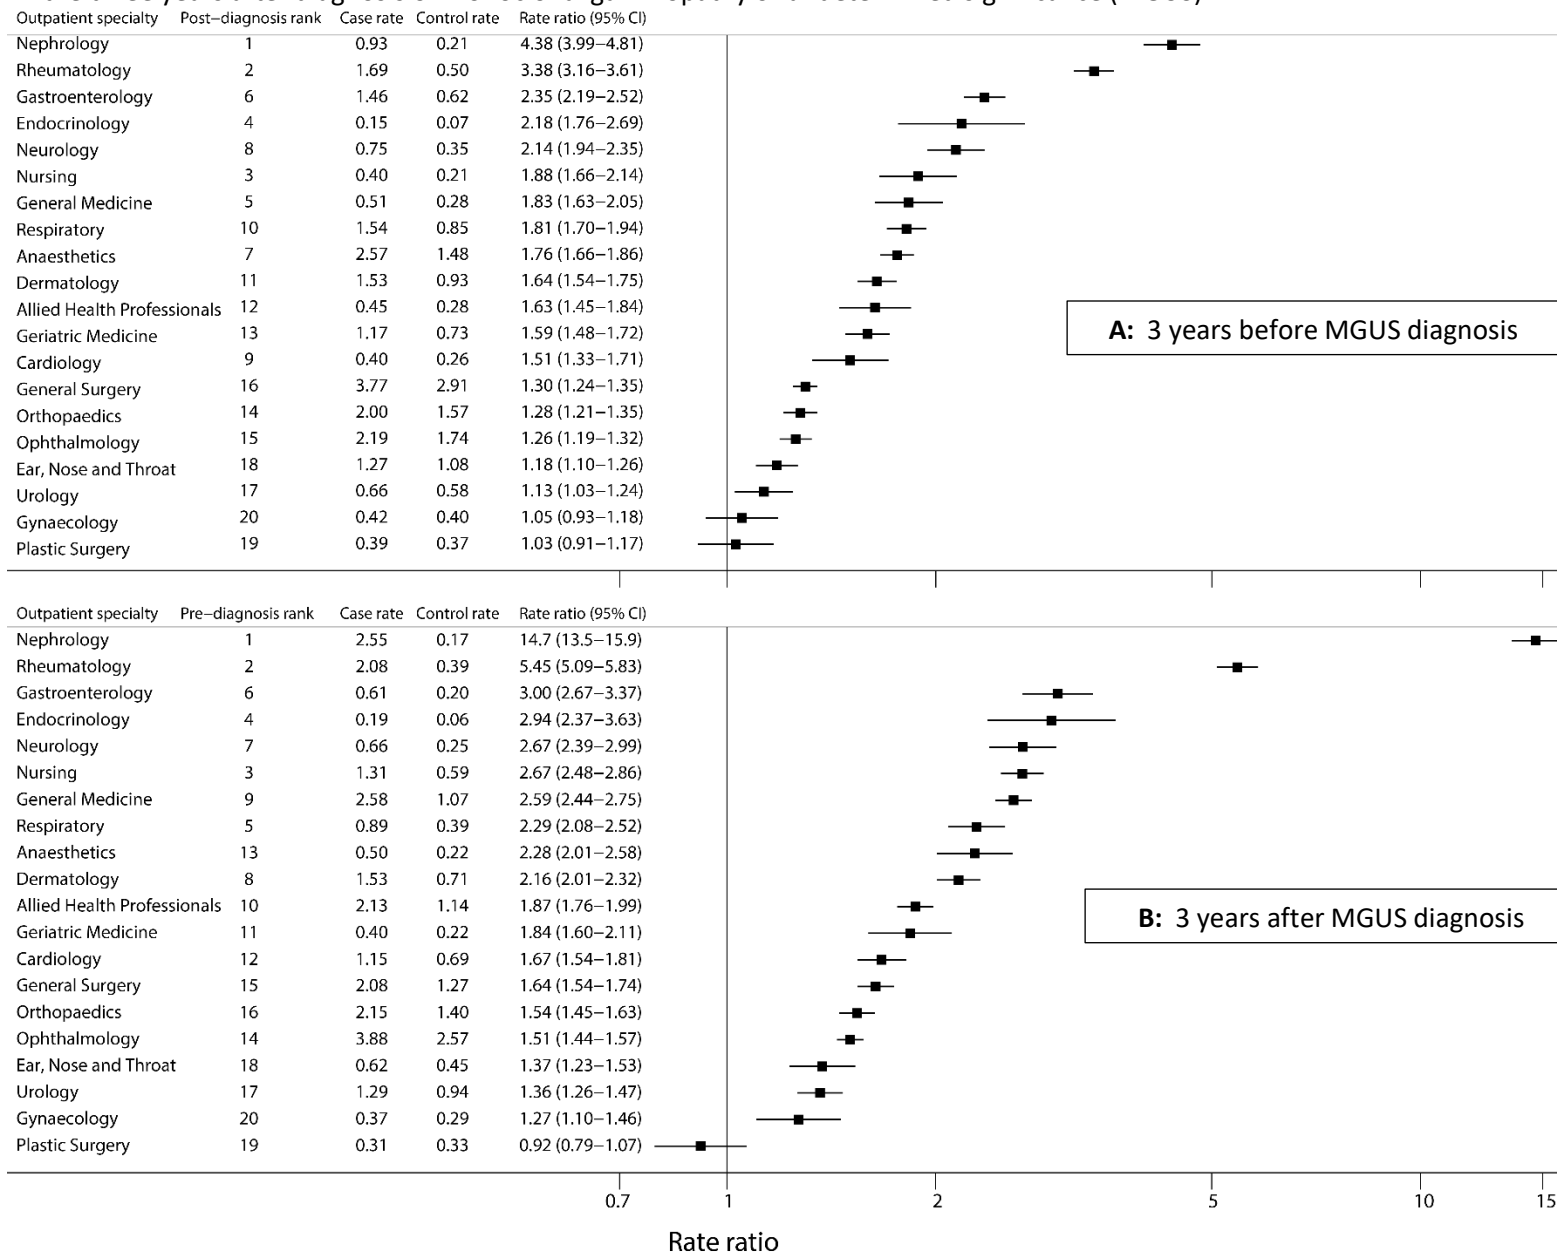 Outpatient specialty Post–diagnosis rank Case rate Control rate Rate ratio (95% CI)
Nephrology 1 0.93 0.21 4.38 (3.99–4.81)
Rheumatology 2 1.69 0.50 3.38 (3.16–3.61)
Gastroenterology 6 1.46 0.62 2.35 (2.19–2.52)
Endocrinology 4 0.15 0.07 2.18 (1.76–2.69)
Neurology 8 0.75 0.35 2.14 (1.94–2.35)
Nursing 3 0.40 0.21 1.88 (1.66–2.14)
General Medicine 5 0.51 0.28 1.83 (1.63–2.05)
Respiratory 10 1.54 0.85 1.81 (1.70–1.94)
Anaesthetics 7 2.57 1.48 1.76 (1.66–1.86)
Dermatology 11 1.53 0.93 1.64 (1.54–1.75)
Allied Health Professionals 12 0.45 0.28 1.63 (1.45–1.84)
Geriatric Medicine 13 1.17 0.73 1.59 (1.48–1.72)
Cardiology 9 0.40 0.26 1.51 (1.33–1.71)
General Surgery 16 3.77 2.91 1.30 (1.24–1.35)
Orthopaedics 14 2.00 1.57 1.28 (1.21–1.35)
Ophthalmology 15 2.19 1.74 1.26 (1.19–1.32)
Ear, Nose and Throat 18 1.27 1.08 1.18 (1.10–1.26)
Urology 17 0.66 0.58 1.13 (1.03–1.24)
Gynaecology 20 0.42 0.40 1.05 (0.93–1.18)
Plastic Surgery 19 0.39 0.37 1.03 (0.91–1.17)
A: 3 years before MGUS diagnosis
Outpatient specialty Pre–diagnosis rank Case rate Control rate Rate ratio (95% CI)
Nephrology 1 2.55 0.17 14.7 (13.5–15.9)
Rheumatology 2 2.08 0.39 5.45 (5.09–5.83)
Gastroenterology 6 0.61 0.20 3.00 (2.67–3.37)
Endocrinology 4 0.19 0.06 2.94 (2.37–3.63)
Neurology 7 0.66 0.25 2.67 (2.39–2.99)
Nursing 3 1.31 0.59 2.67 (2.48–2.86)
General Medicine 9 2.58 1.07 2.59 (2.44–2.75)
Respiratory 5 0.89 0.39 2.29 (2.08–2.52)
Anaesthetics 13 0.50 0.22 2.28 (2.01–2.58)
Dermatology 8 1.53 0.71 2.16 (2.01–2.32)
Allied Health Professionals 10 2.13 1.14 1.87 (1.76–1.99)
Geriatric Medicine 11 0.40 0.22 1.84 (1.60–2.11)
Cardiology 12 1.15 0.69 1.67 (1.54–1.81)
General Surgery 15 2.08 1.27 1.64 (1.54–1.74)
Orthopaedics 16 2.15 1.40 1.54 (1.45–1.63)
Ophthalmology 14 3.88 2.57 1.51 (1.44–1.57)
Ear, Nose and Throat 18 0.62 0.45 1.37 (1.23–1.53)
Urology 17 1.29 0.94 1.36 (1.26–1.47)
Gynaecology 20 0.37 0.29 1.27 (1.10–1.46)
Plastic Surgery 19 0.31 0.33 0.92 (0.79–1.07)
B: 3 years after MGUS diagnosis
0.7 1 2 5 10 15
Rate ratio